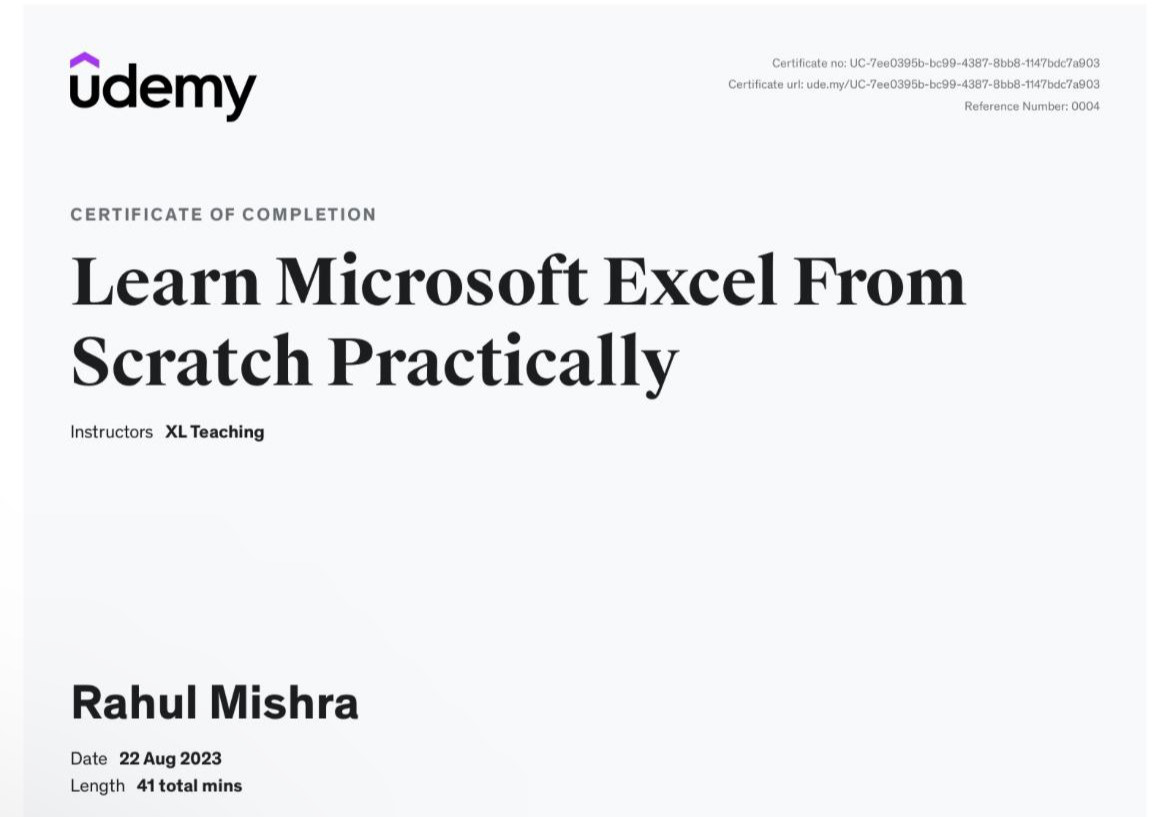 udemy
Certificate no: UC-7ee0395b-bc99-4387-8bb8-1147bdc7a903
Certificate url: ude.my/UC-7ee0395b-bc99-4387-8bb8-1147bdc7a903
Reference Number: 0004
CERTIFICATE OF COMPLETION
Learn Microsoft Excel From
Scratch Practically
Instructors XL Teaching
Rahul Mishra
Date 22 Aug 2023
Length 41 total mins